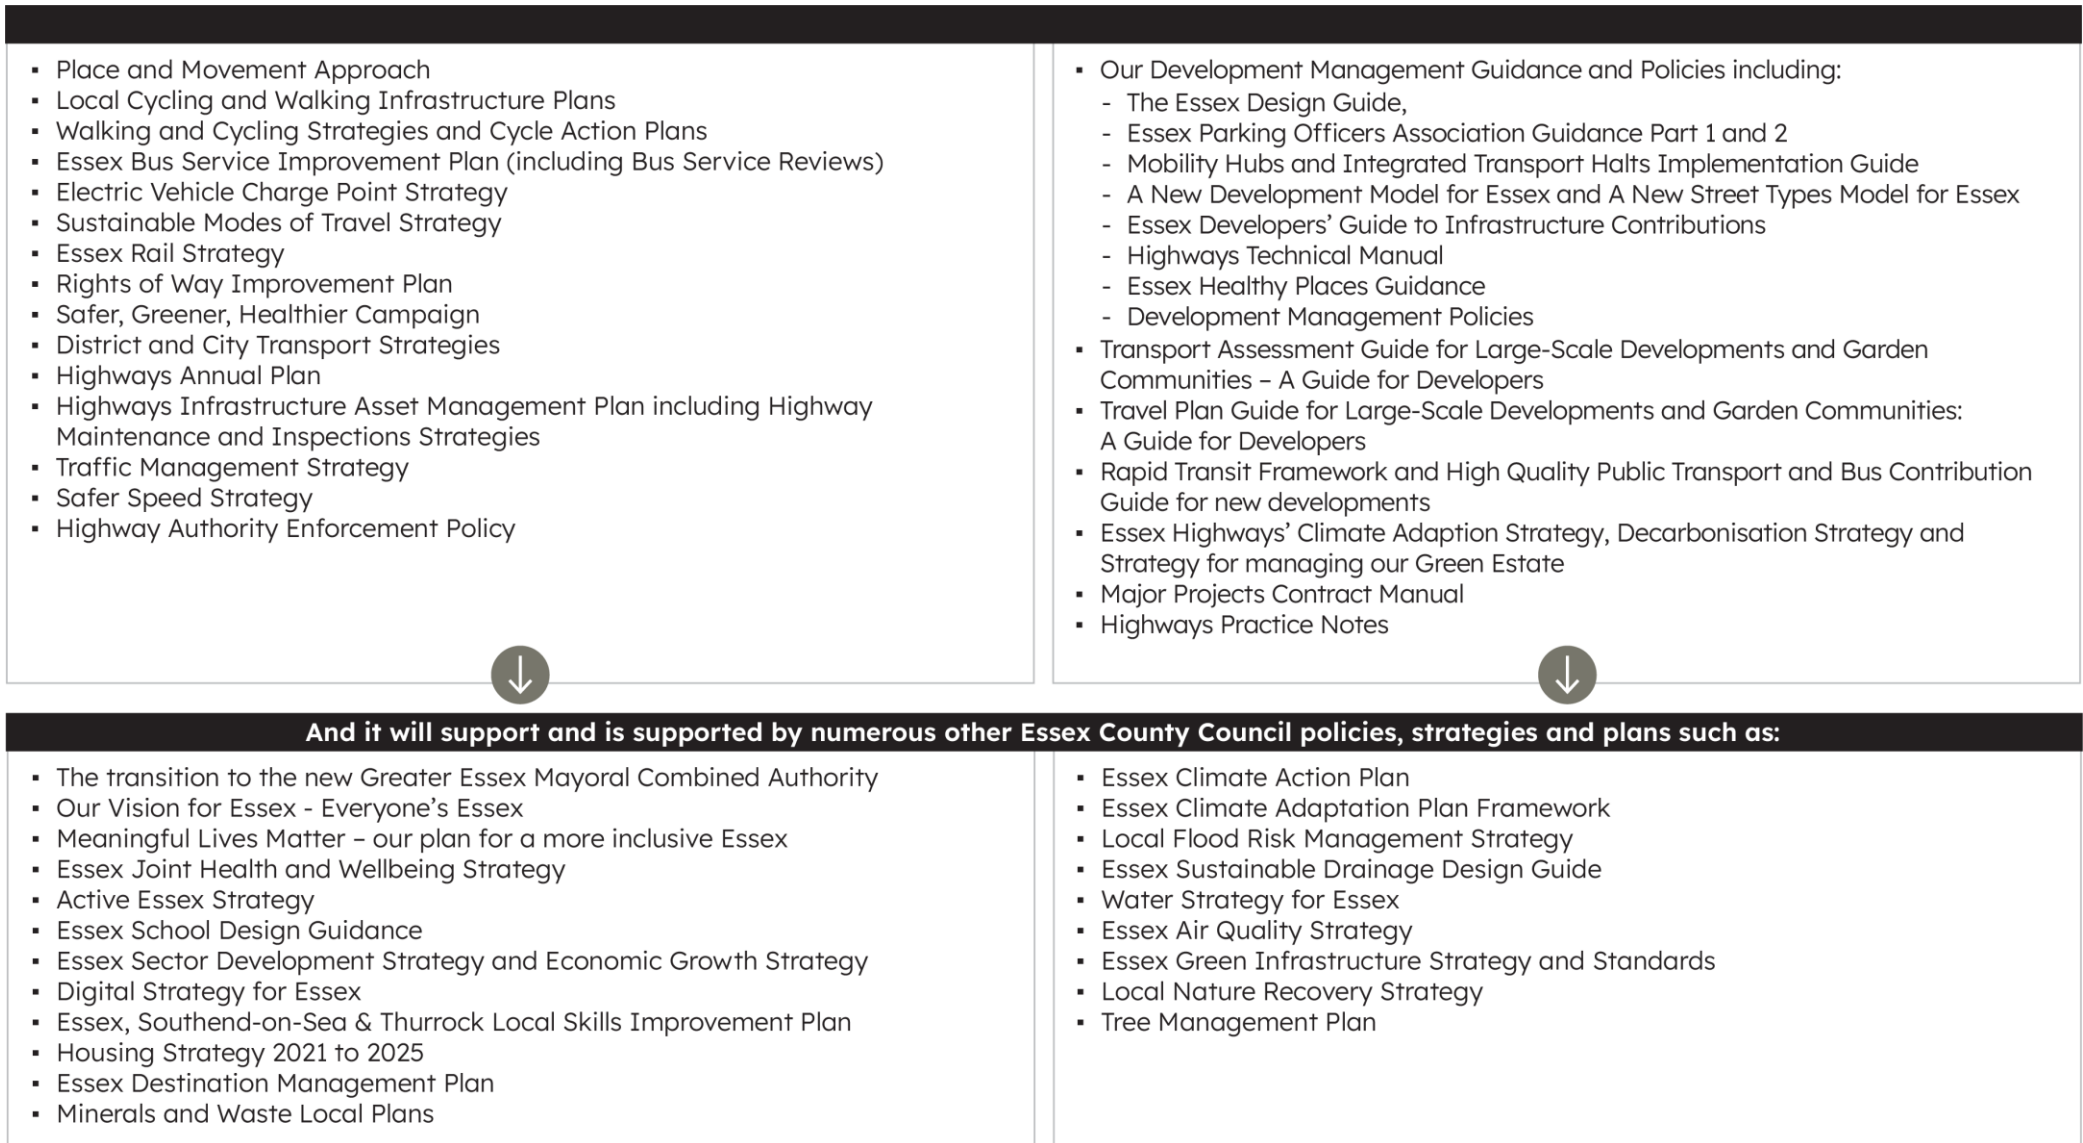 ▪ Place and Movement Approach
▪ Local Cycling and Walking Infrastructure Plans
▪ Walking and Cycling Strategies and Cycle Action Plans
▪ Essex Bus Service Improvement Plan (including Bus Service Reviews)
▪ Electric Vehicle Charge Point Strategy
▪ Sustainable Modes of Travel Strategy
▪ Essex Rail Strategy
▪ Rights of Way Improvement Plan
▪ Safer, Greener, Healthier Campaign
▪ District and City Transport Strategies
▪ Highways Annual Plan
▪ Highways Infrastructure Asset Management Plan including Highway
Maintenance and Inspections Strategies
▪ Traffic Management Strategy
▪ Safer Speed Strategy
▪ Highway Authority Enforcement Policy
▪ Our Development Management Guidance and Policies including:
- The Essex Design Guide,
- Essex Parking Officers Association Guidance Part 1 and 2
- Mobility Hubs and Integrated Transport Halts Implementation Guide
- A New Development Model for Essex and A New Street Types Model for Essex
- Essex Developers’ Guide to Infrastructure Contributions
- Highways Technical Manual
- Essex Healthy Places Guidance
- Development Management Policies
▪ Transport Assessment Guide for Large-Scale Developments and Garden
Communities – A Guide for Developers
▪ Travel Plan Guide for Large-Scale Developments and Garden Communities:
A Guide for Developers
▪ Rapid Transit Framework and High Quality Public Transport and Bus Contribution
Guide for new developments
▪ Essex Highways’ Climate Adaption Strategy, Decarbonisation Strategy and
Strategy for managing our Green Estate
▪ Major Projects Contract Manual
▪ Highways Practice Notes
And it will support and is supported by numerous other Essex County Council policies, strategies and plans such as:
▪ The transition to the new Greater Essex Mayoral Combined Authority
▪ Our Vision for Essex - Everyone’s Essex
▪ Meaningful Lives Matter – our plan for a more inclusive Essex
▪ Essex Joint Health and Wellbeing Strategy
▪ Active Essex Strategy
▪ Essex School Design Guidance
▪ Essex Sector Development Strategy and Economic Growth Strategy
▪ Digital Strategy for Essex
▪ Essex, Southend-on-Sea & Thurrock Local Skills Improvement Plan
▪ Housing Strategy 2021 to 2025
▪ Essex Destination Management Plan
▪ Minerals and Waste Local Plans
▪ Essex Climate Action Plan
▪ Essex Climate Adaptation Plan Framework
▪ Local Flood Risk Management Strategy
▪ Essex Sustainable Drainage Design Guide
▪ Water Strategy for Essex
▪ Essex Air Quality Strategy
▪ Essex Green Infrastructure Strategy and Standards
▪ Local Nature Recovery Strategy
▪ Tree Management Plan